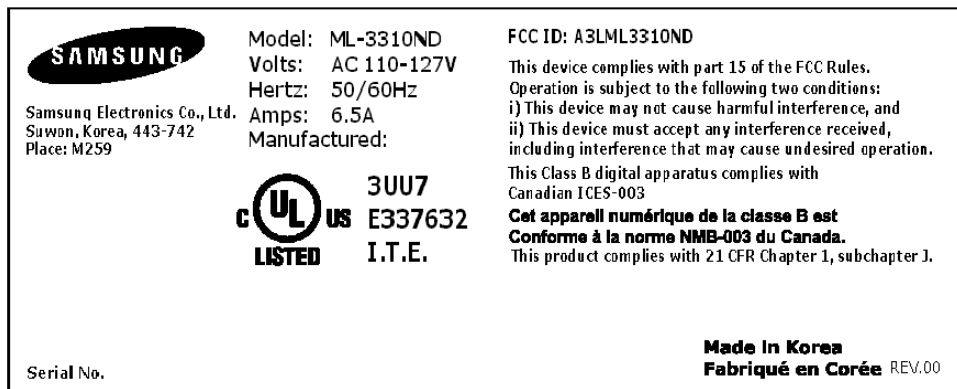 SAMSUNG
Samsung Electronics Co., Ltd.
Suwon, Korea, 443-742
Place: M259
Model: ML-3310ND
Volts: AC 110-127V
Hertz: 50/60Hz
Amps: 6.5A
Manufactured:
C UL US
LISTED
3UU7
E337632
I.T.E.
FCC ID: A3LML3310ND
This device complies with part 15 of the FCC Rules.
Operation is subject to the following two conditions:
i) This device may not cause harmful interference, and
ii) This device must accept any interference received,
including interference that may cause undesired operation.
This Class B digital apparatus complies with
Canadian ICES-003
Cet appareil numérique de la classe B est
Conforme à la norme NMB-003 du Canada.
This product complies with 21 CFR Chapter 1, subchapter J.
Serial No.
Made in Korea
Fabriqué en Corée REV.00